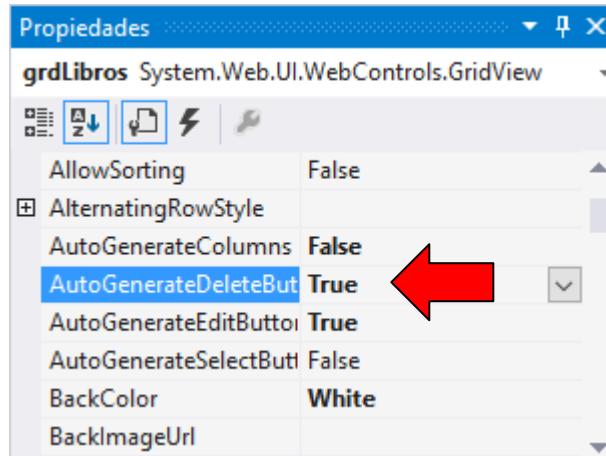 Propiedades
grdLibros System.Web.UI.WebControls.GridView
AllowSorting False
AlternatingRowStyle
AutoGenerateColumns False
AutoGenerateDeleteBut True
AutoGenerateEditButto True
AutoGenerateSelectButt False
BackColor White
BackImageUrl